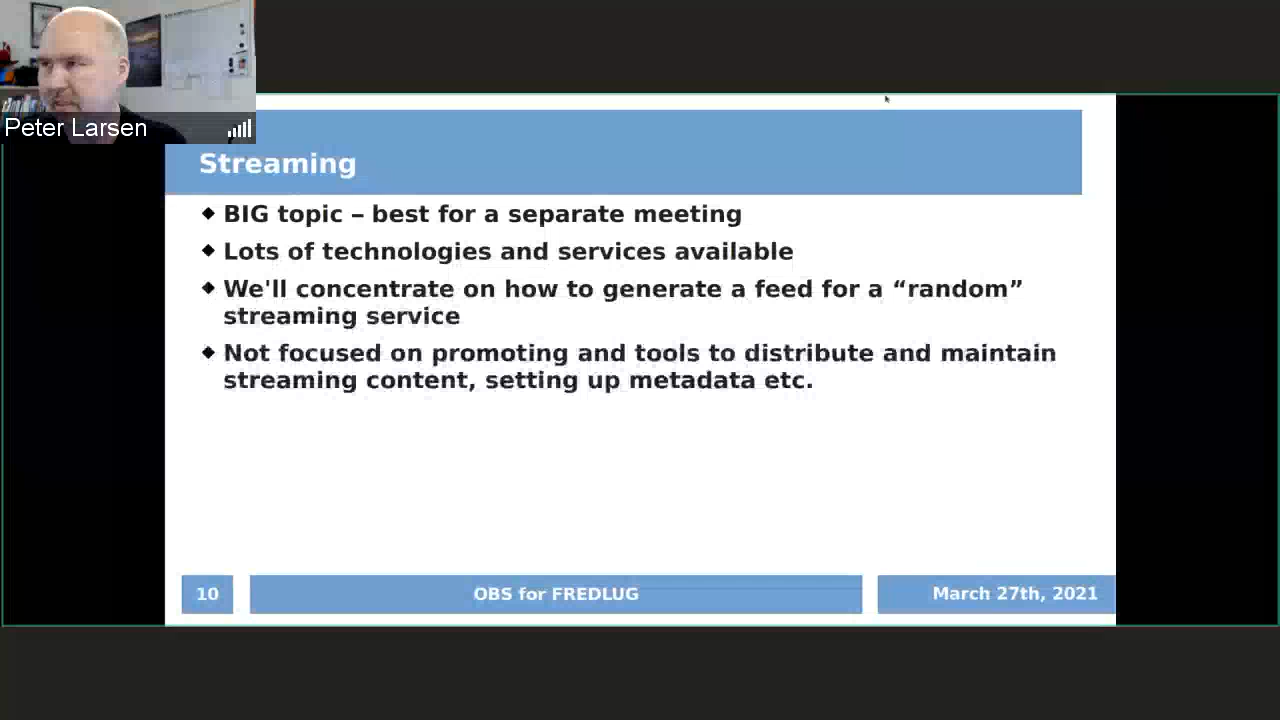 Peter Larsen
Streaming
BIG topic – best for a separate meeting
Lots of technologies and services available
We'll concentrate on how to generate a feed for a “random”
streaming service
Not focused on promoting and tools to distribute and maintain
streaming content, setting up metadata etc.
10
OBS for FREDLUG
March 27th, 2021